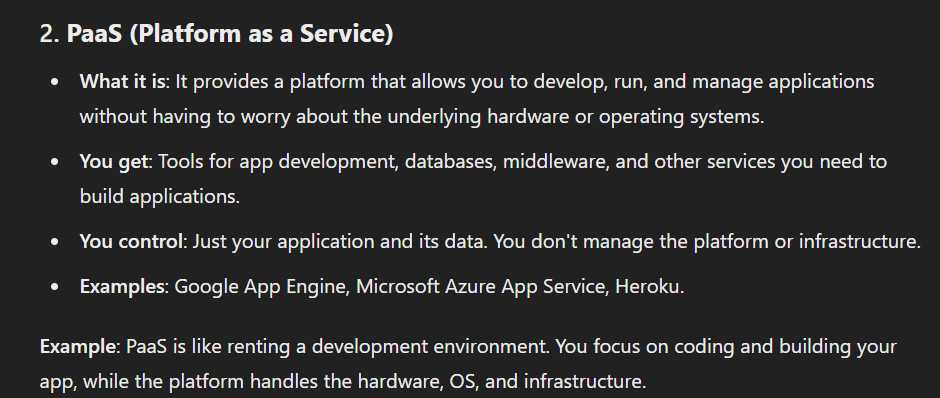 2. PaaS (Platform as a Service)
• What it is: It provides a platform that allows you to develop, run, and manage applications
without having to worry about the underlying hardware or operating systems.
• You get: Tools for app development, databases, middleware, and other services you need to
build applications.
• You control: Just your application and its data. You don't manage the platform or infrastructure.
• Examples: Google App Engine, Microsoft Azure App Service, Heroku.
Example: PaaS is like renting a development environment. You focus on coding and building your
app, while the platform handles the hardware, OS, and infrastructure.